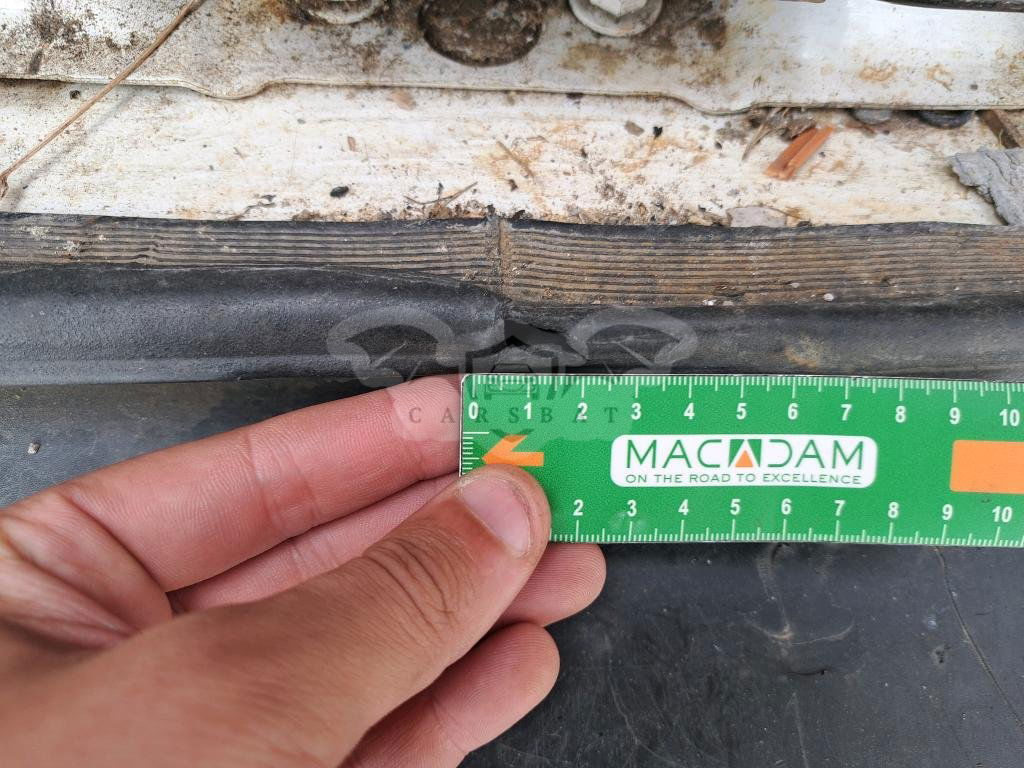 CARSBAT
0 1 2 3 4 5 6 7 8 9 10
MACADAM
ON THE ROAD TO EXCELLENCE
2 3 4 5 6 7 8 9 10